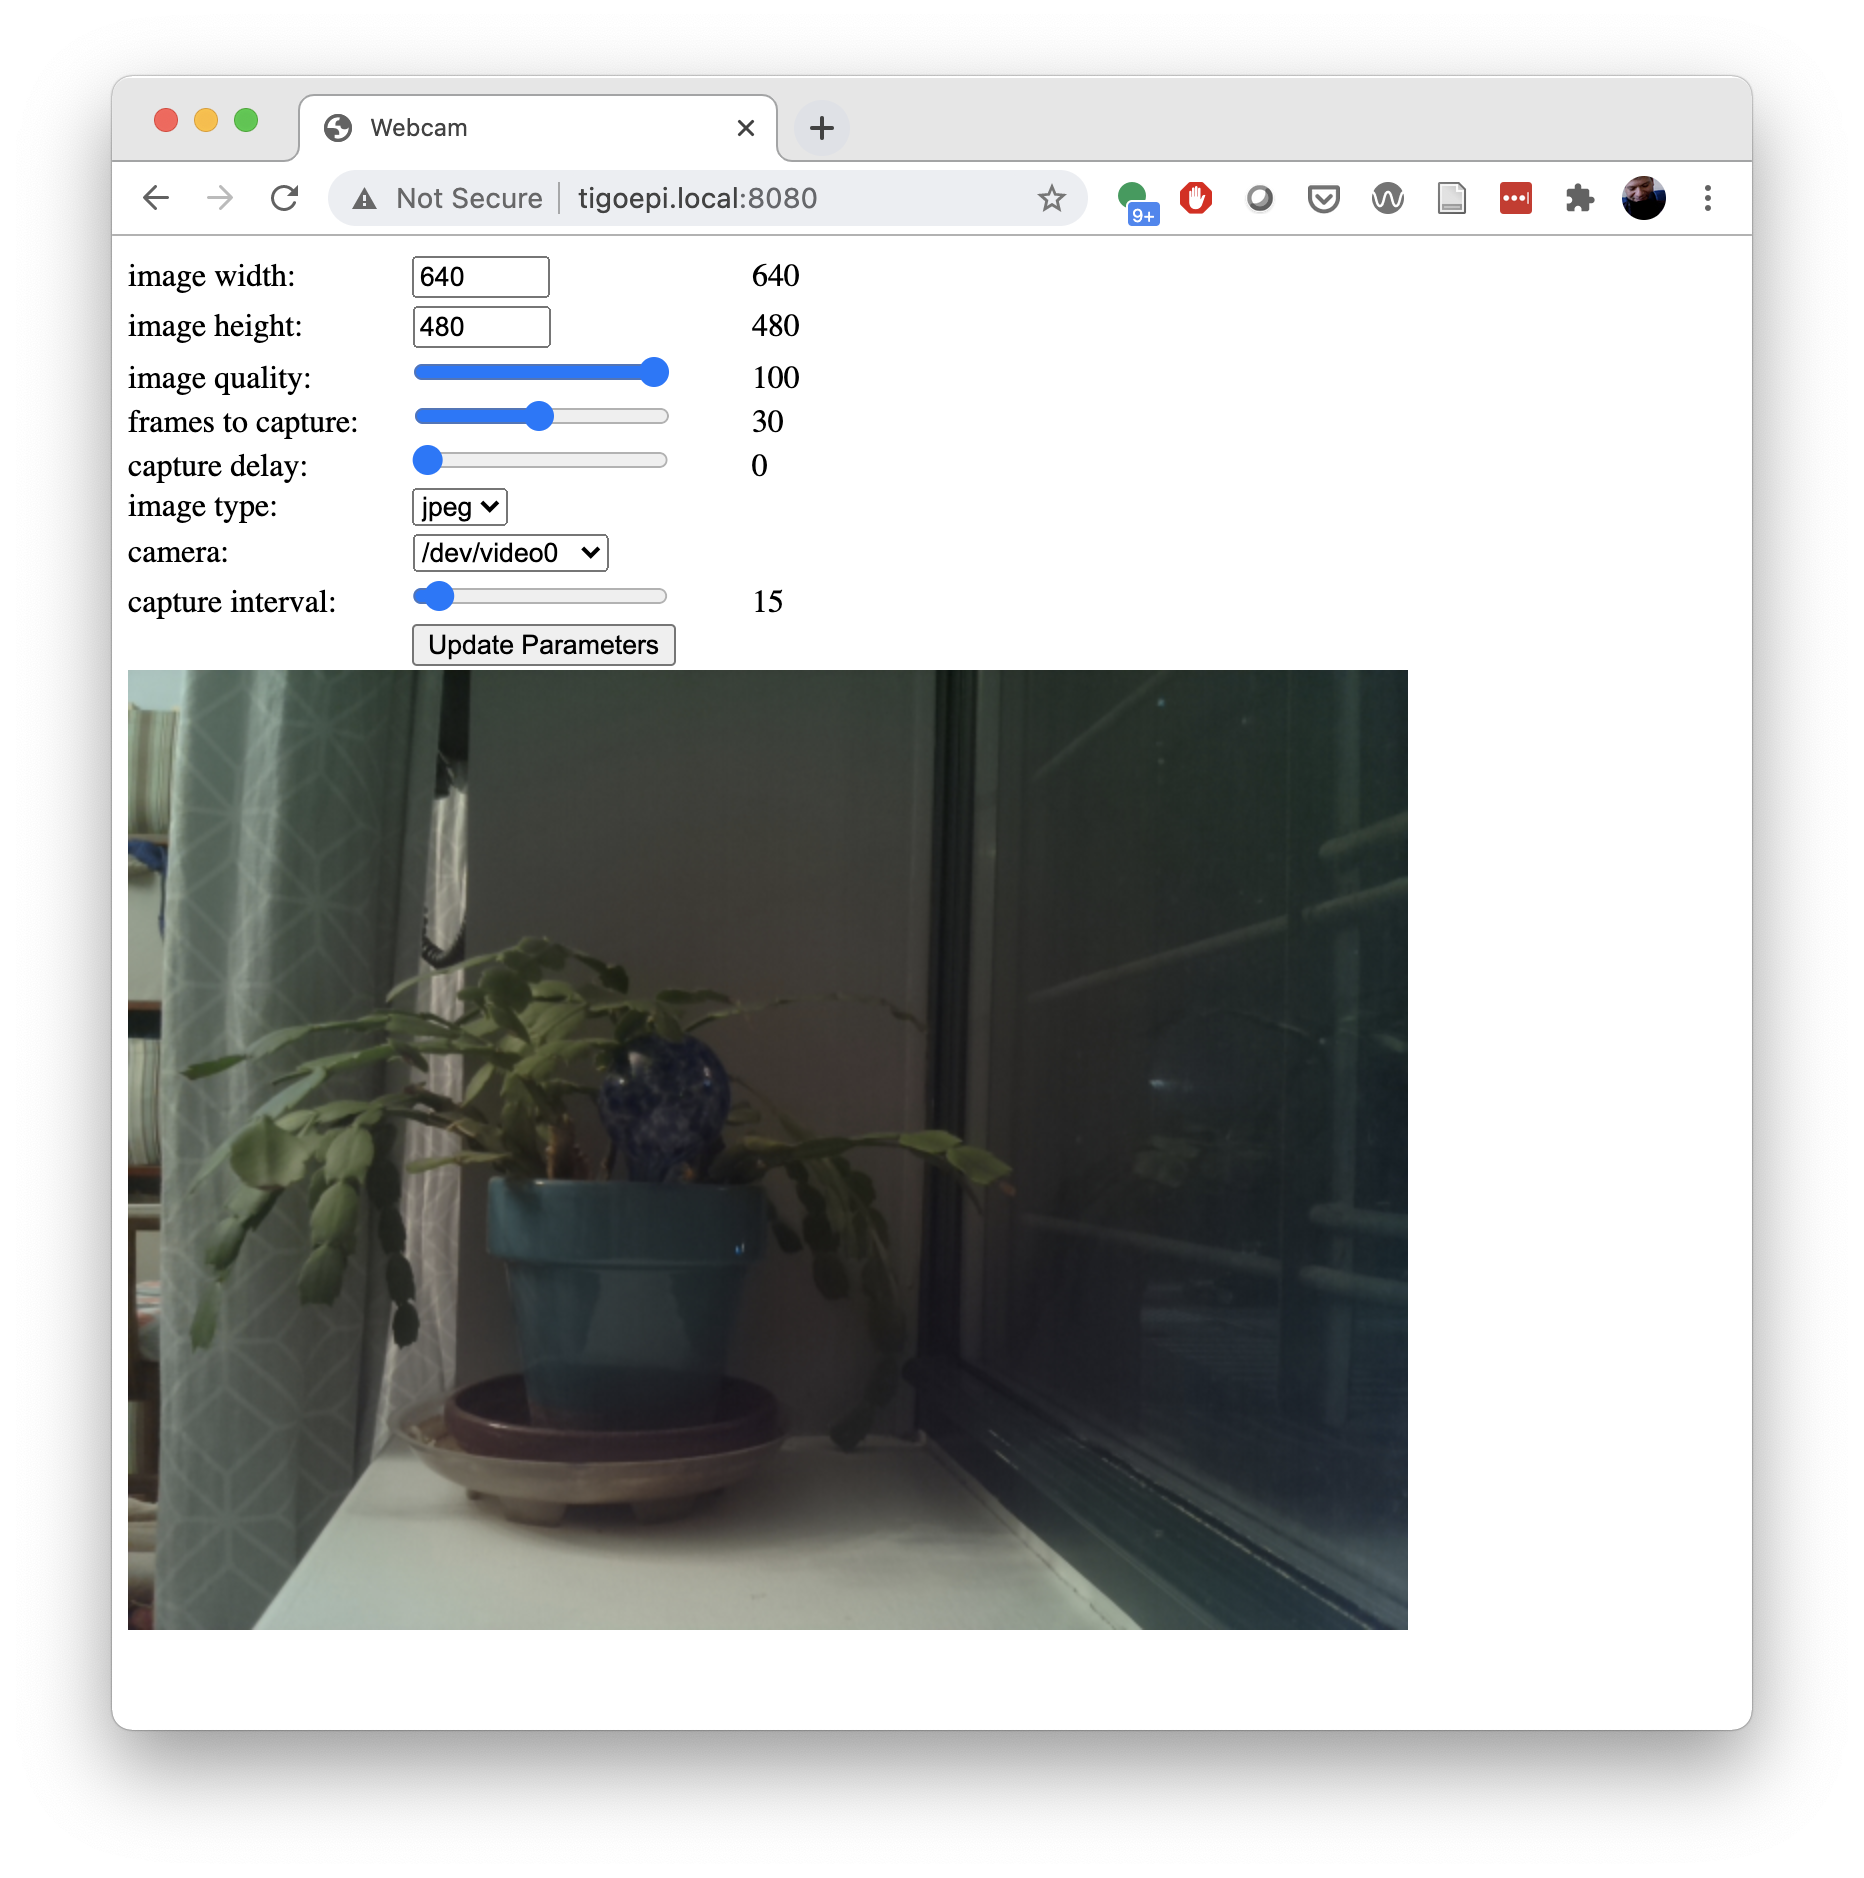 Webcam
Not Secure tigoepi.local:8080 9+
image width: 640 640
image height: 480 480
image quality: 100
frames to capture: 30
capture delay: 0
image type: jpeg
camera: /dev/video0
capture interval: 15
Update Parameters